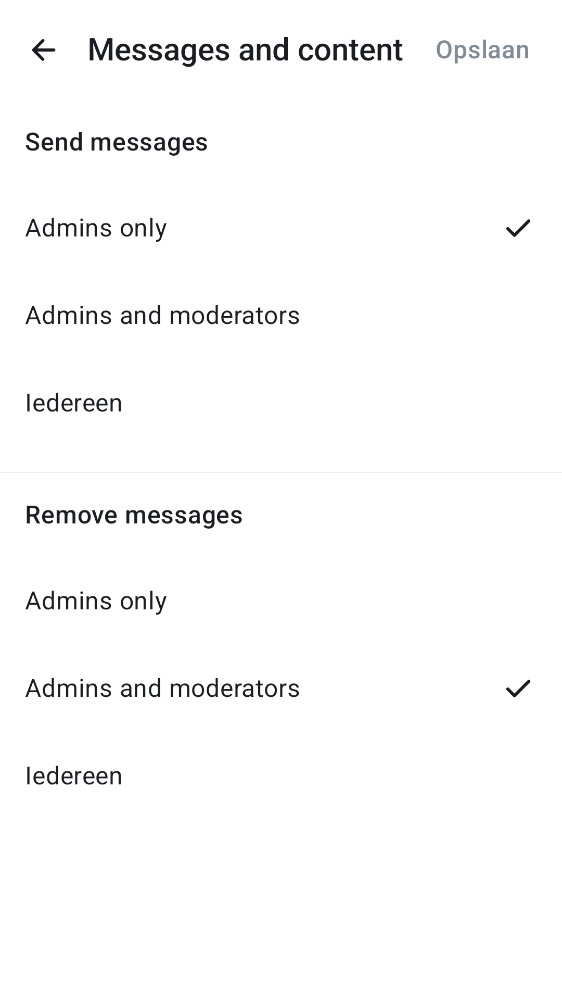 Messages and content Opslaan
Send messages
Admins only
Admins and moderators
Iedereen
Remove messages
Admins only
Admins and moderators
Iedereen